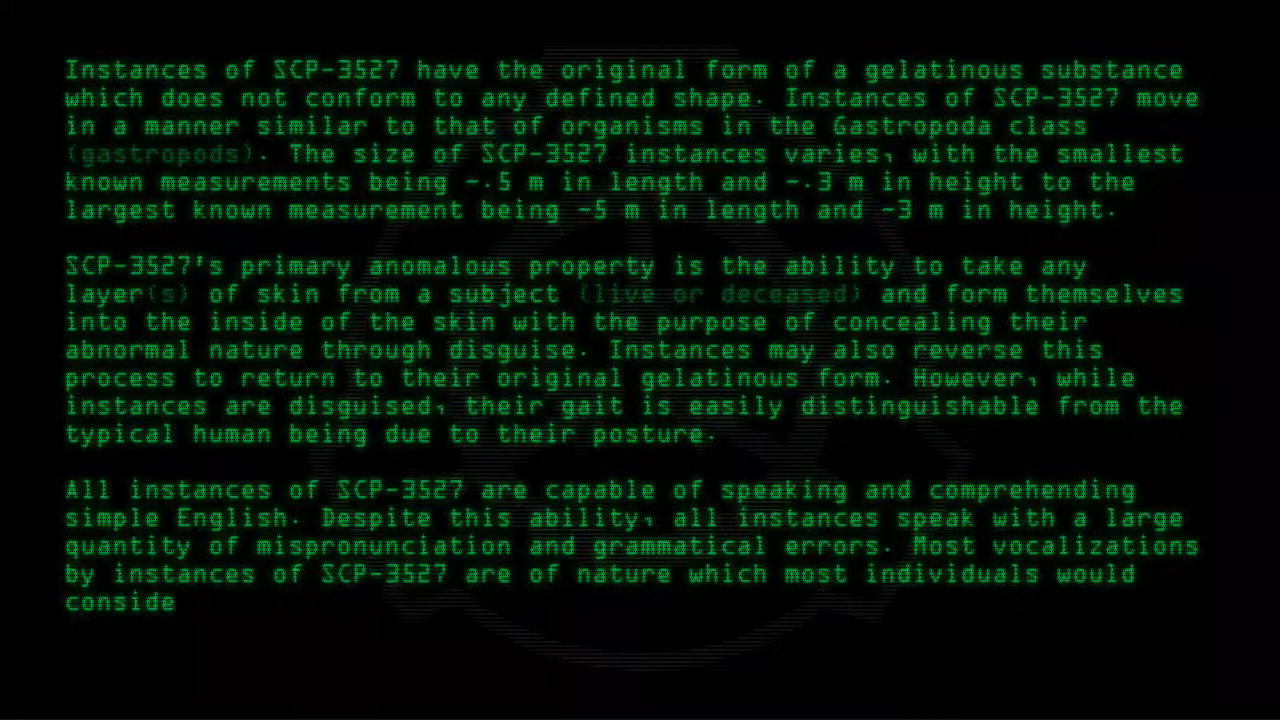 Instances of SCP-3527 have the original form of a gelatinous substance
which does not conform to any defined shape. Instances of SCP-3527 move
in a manner similar to that of organisms in the Gastropoda class
(gastropods). The size of SCP-3527 instances varies, with the smallest
known measurements being ~.5 m in length and ~.3 m in height to the
largest known measurement being ~5 m in length and ~3 m in height.
SCP-3527's primary anomalous property is the ability to take any
layer(s) of skin from a subject (live or deceased) and form themselves
into the inside of the skin with the purpose of concealing their
abnormal nature through disguise. Instances may also reverse this
process to return to their original gelatinous form. However, while
instances are disguised, their gait is easily distinguishable from the
typical human being due to their posture.
All instances of SCP-3527 are capable of speaking and comprehending
simple English. Despite this ability, all instances speak with a large
quantity of mispronunciation and grammatical errors. Most vocalizations
by instances of SCP-3527 are of nature which most individuals would
conside